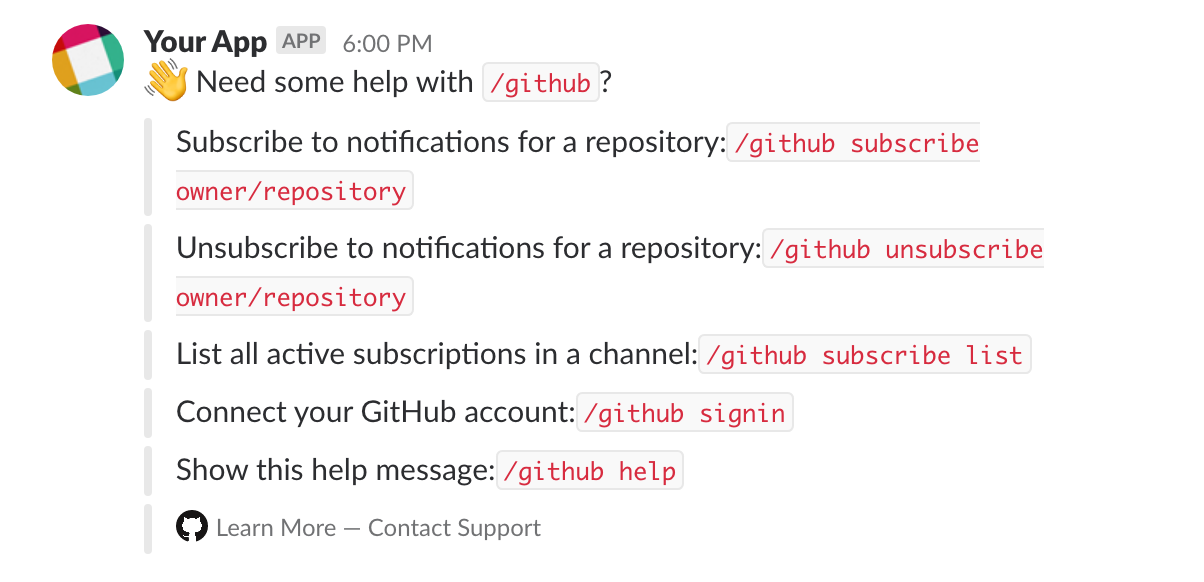 Your App APP 6:00 PM
👋 Need some help with /github?
Subscribe to notifications for a repository: /github subscribe
owner/repository
Unsubscribe to notifications for a repository: /github unsubscribe
owner/repository
List all active subscriptions in a channel: /github subscribe list
Connect your GitHub account: /github signin
Show this help message: /github help
Learn More — Contact Support